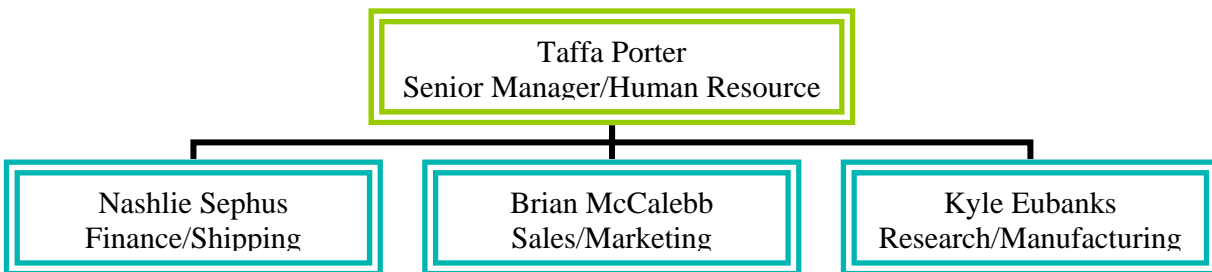 Taffa Porter
Senior Manager/Human Resource
Nashlie Sephus
Finance/Shipping
Brian McCalebb
Sales/Marketing
Kyle Eubanks
Research/Manufacturing